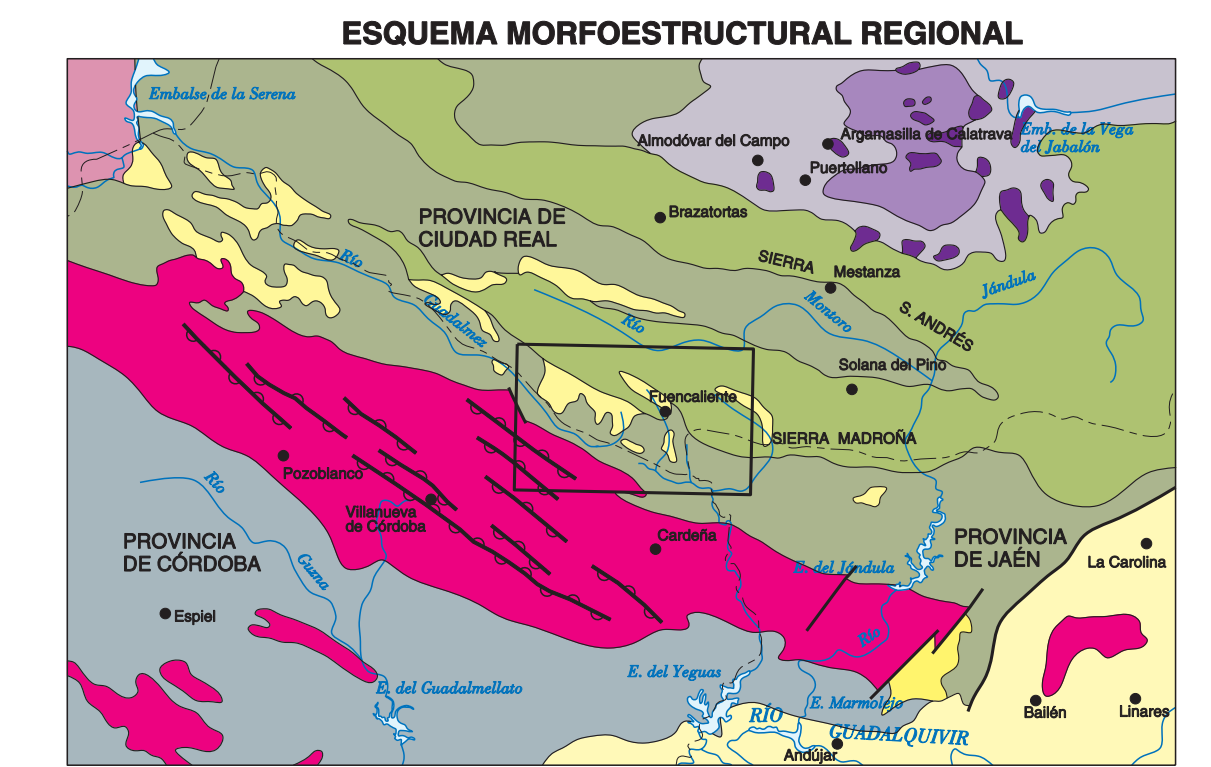 ESQUEMA MORFOESTRUCTURAL REGIONAL
Embalse de la Serena
Almodóvar del Campo
Argamasilla de Calatrava
Emb. de la Vega
del Jabalón
Puertollano
Brazatortas
PROVINCIA DE
CIUDAD REAL
Río
SIERRA
Mestanza
Jándula
Guadalmez
Río
Montoro
S. ANDRÉS
Solana del Pino
Fuencaliente
SIERRA MADROÑA
Pozoblanco
Río
Villanueva
de Córdoba
PROVINCIA
DE CÓRDOBA
Cardeña
PROVINCIA
DE JAÉN
La Carolina
Guzna
E. del Jándula
Espiel
Río
E. del Yeguas
E. del Guadalmellato
E. Marmolejo
RÍO
GUADALQUIVIR
Bailén
Linares
Andújar